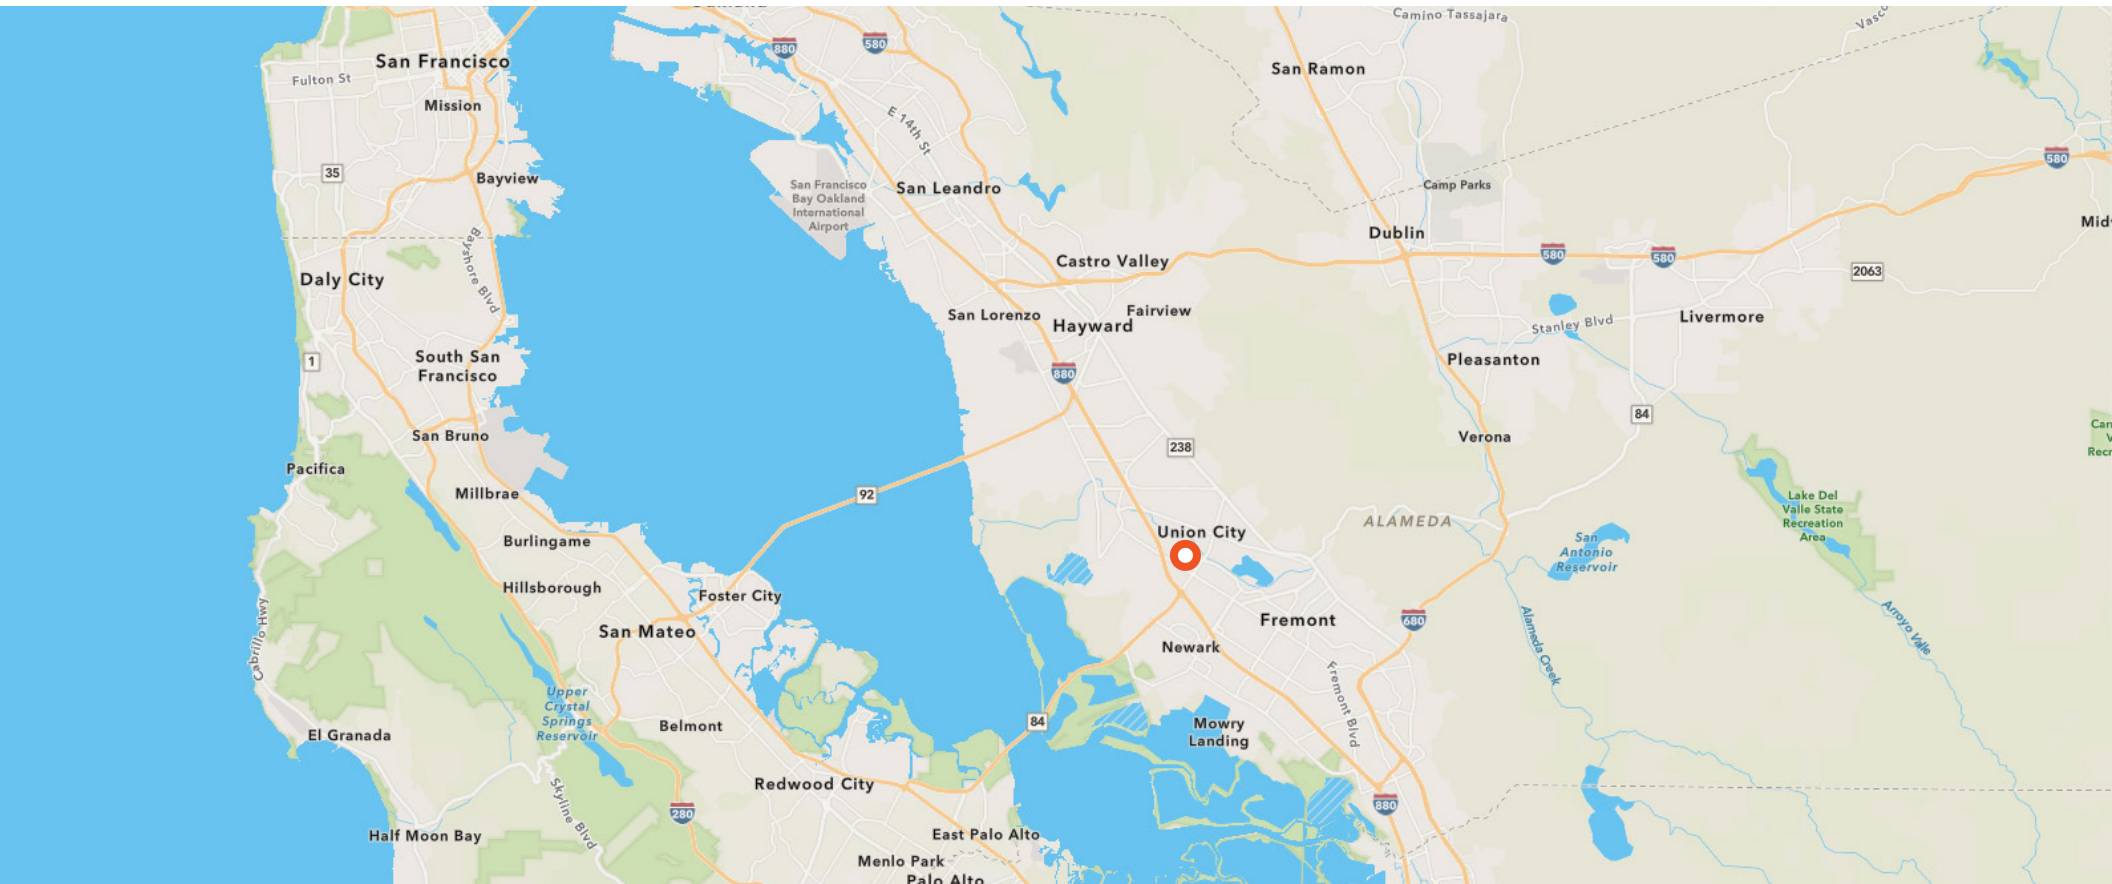 Camino Tassajara
Vasco
880
580
San Francisco
San Ramon
Fulton St
Mission
E 14th St
580
35
Bayview
San Francisco
Bay Oakland
International
Airport
San Leandro
Camp Parks
Dublin
Bayshore Blvd
Daly City
Castro Valley
580
580
2063
San Lorenzo
Fairview
Hayward
Stanley Blvd
Livermore
1
South San
Francisco
880
Pleasanton
84
San Bruno
238
Verona
Pacifica
Millbrae
92
Lake Del
Valle State
Recreation
Area
ALAMEDA
Union City
Burlingame
San
Antonio
Reservoir
Hillsborough
Foster City
Cabrillo Hwy
San Mateo
Fremont
680
Alameda Creek
Arroyo Valle
Newark
Fremont Blvd
Upper
Crystal
Springs
Reservoir
El Granada
Belmont
84
Mowry
Landing
Redwood City
Skyline Blvd
280
880
Half Moon Bay
East Palo Alto
Menlo Park
Palo Alto